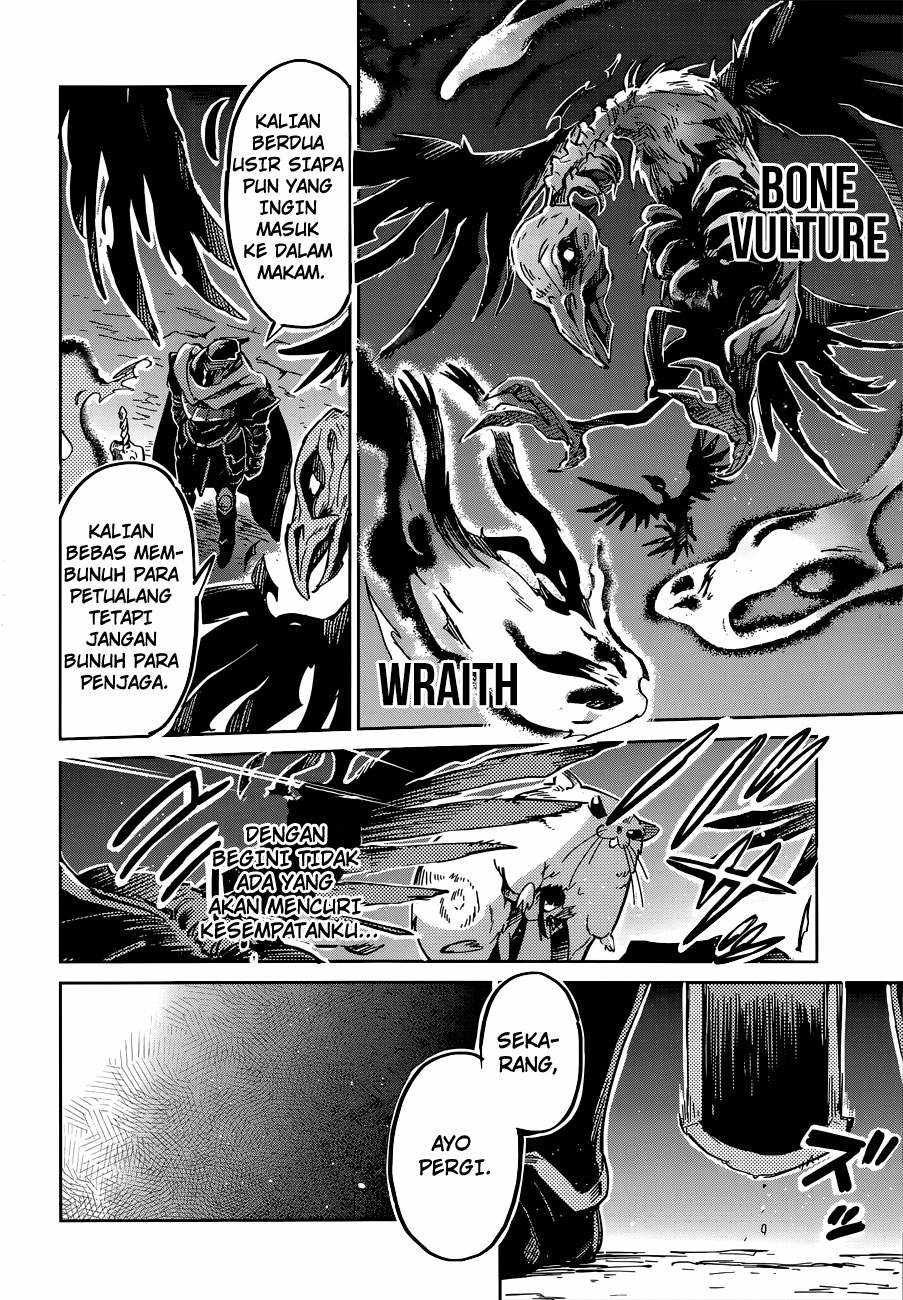 BONE
VULTURE
WRAITH
KALIAN
BERDUA
USIR SIAPA
PUN YANG
INGIN
MASUK
KE DALAM
MAKAM.
KALIAN
BEBAS MEM-
BUNUH PARA
PETUALANG
TETAPI
JANGAN
BUNUH PARA
PENJAGA.
DENGAN
BEGINI TIDAK
ADA YANG
AKAN MENCURI
KESEMPATANKU...
SEKA-
RANG,
AYO
PERGI.
ズ